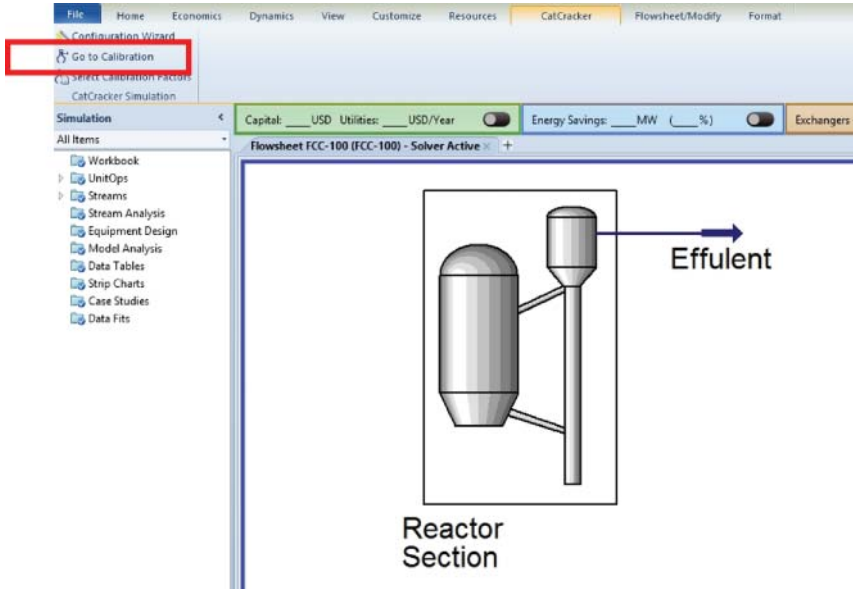 File Home Economics Dynamics View Customize Resources CatCracker Flowsheet/Modify Format
Configuration Wizard
Go to Calibration
Select Calibration Factors
CatCracker Simulation
Simulation <
Capital: ____USD Utilities: ____USD/Year Energy Savings: ____MW (___%) Exchangers
All Items
Flowsheet FCC-100 (FCC-100) - Solver Active × +
Workbook
UnitOps
Streams
Stream Analysis
Equipment Design
Model Analysis
Data Tables
Strip Charts
Case Studies
Data Fits
Effulent
Reactor
Section